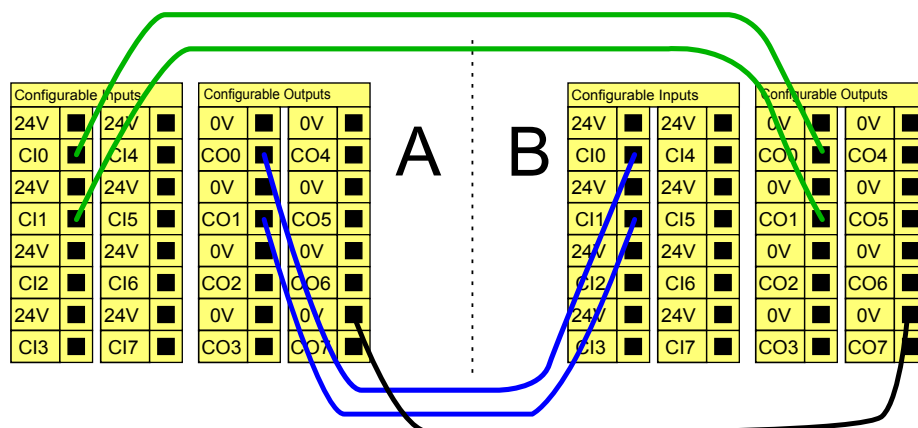 Configurable Inputs
24V 24V
CI0 CI4
24V 24V
CI1 CI5
24V 24V
CI2 CI6
24V 24V
CI3 CI7
Configurable Outputs
0V 0V
CO0 CO4
0V 0V
CO1 CO5
0V 0V
CO2 CO6
0V 0V
CO3 CO7
A
B
Configurable Inputs
24V 24V
CI0 CI4
24V 24V
CI1 CI5
24V 24V
CI2 CI6
24V 24V
CI3 CI7
Configurable Outputs
0V 0V
CO0 CO4
0V 0V
CO1 CO5
0V 0V
CO2 CO6
0V 0V
CO3 CO7